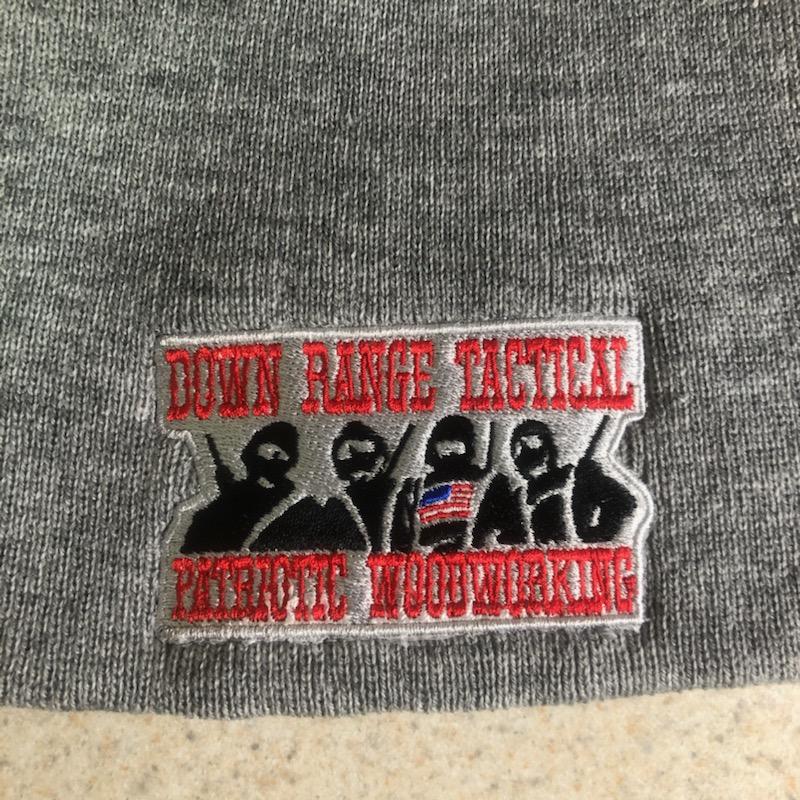 DOWN RANGE TACTICAL
PATRIOTIC WOODWORKING